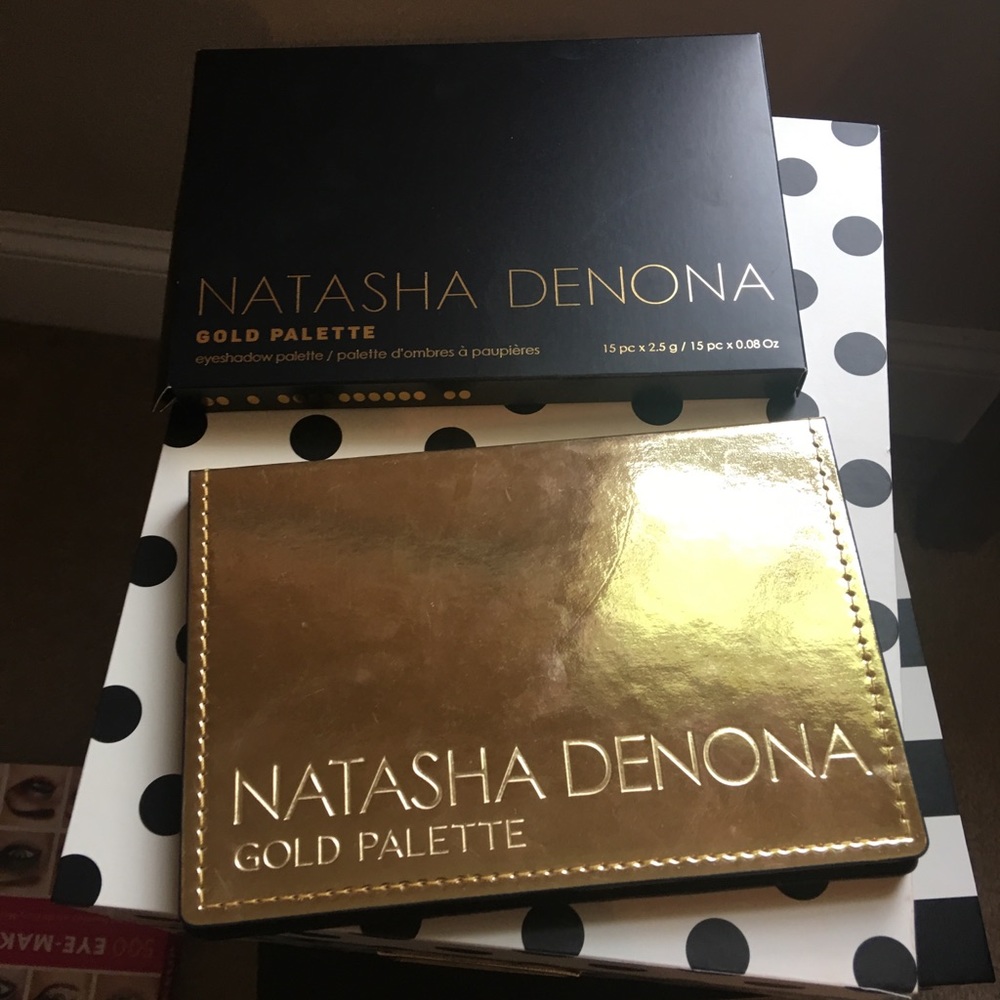 NATASHA DENONA
GOLD PALETTE
eyeshadow palette / palette d'ombres à paupières
15 pc x 2.5 g / 15 pc x 0.08 Oz
NATASHA DENONA
GOLD PALETTE
500 EYE-MAK